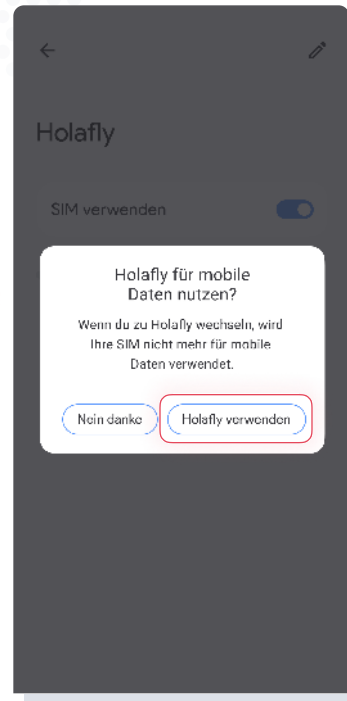 Holafly
SIM verwenden
Holafly für mobile
Daten nutzen?
Wenn du zu Holafly wechseln, wird
Ihre SIM nicht mehr für mobile
Daten verwendet.
Nein danke
Holafly verwenden